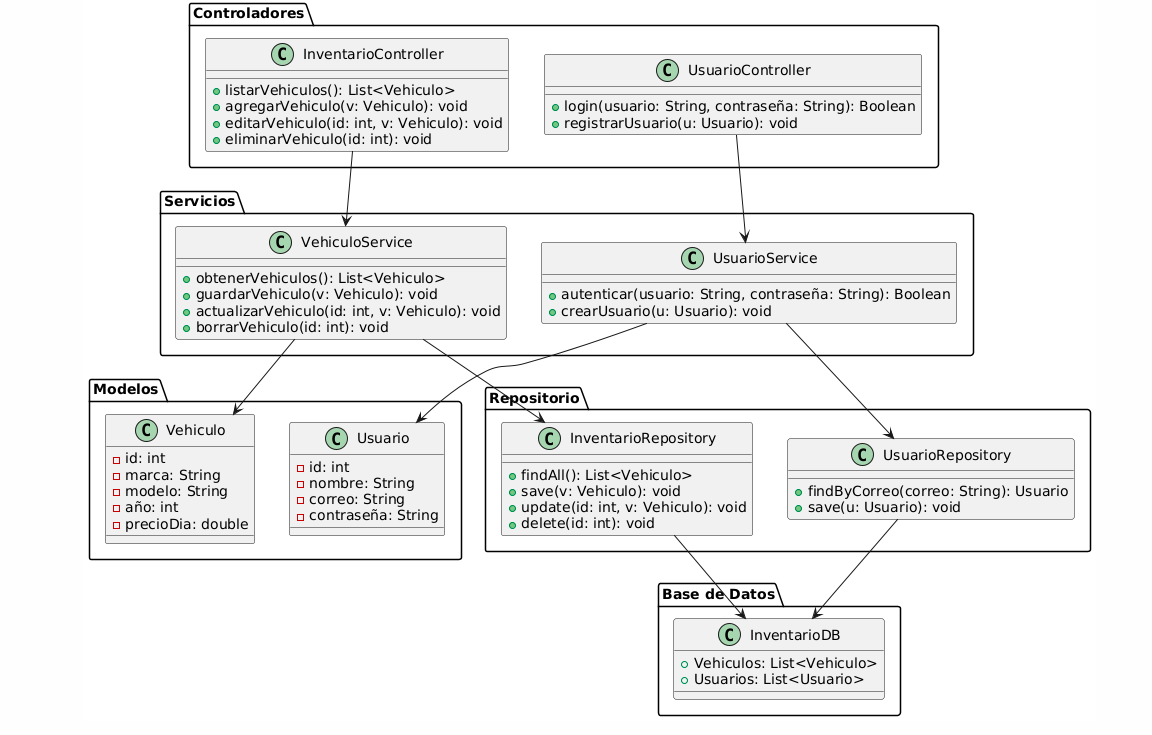 Controladores
C InventarioController
listarVehiculos(): List<Vehiculo>
agregarVehiculo(v: Vehiculo): void
editarVehiculo(id: int, v: Vehiculo): void
eliminarVehiculo(id: int): void
C UsuarioController
login(usuario: String, contraseña: String): Boolean
registrarUsuario(u: Usuario): void
Servicios
C VehiculoService
obtenerVehiculos(): List<Vehiculo>
guardarVehiculo(v: Vehiculo): void
actualizarVehiculo(id: int, v: Vehiculo): void
borrarVehiculo(id: int): void
C UsuarioService
autenticar(usuario: String, contraseña: String): Boolean
crearUsuario(u: Usuario): void
Modelos
C Vehiculo
id: int
marca: String
modelo: String
año: int
precioDia: double
C Usuario
id: int
nombre: String
correo: String
contraseña: String
Repositorio
C InventarioRepository
findAll(): List<Vehiculo>
save(v: Vehiculo): void
update(id: int, v: Vehiculo): void
delete(id: int): void
C UsuarioRepository
findByCorreo(correo: String): Usuario
save(u: Usuario): void
Base de Datos
C InventarioDB
Vehiculos: List<Vehiculo>
Usuarios: List<Usuario>